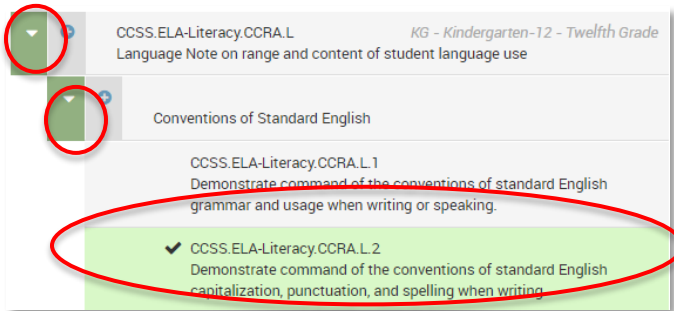 CCSS.ELA-Literacy.CCRA.L KG - Kindergarten-12 - Twelfth Grade
Language Note on range and content of student language use
Conventions of Standard English
CCSS.ELA-Literacy.CCRA.L.1
Demonstrate command of the conventions of standard English
grammar and usage when writing or speaking.
CCSS.ELA-Literacy.CCRA.L.2
Demonstrate command of the conventions of standard English
capitalization, punctuation, and spelling when writing